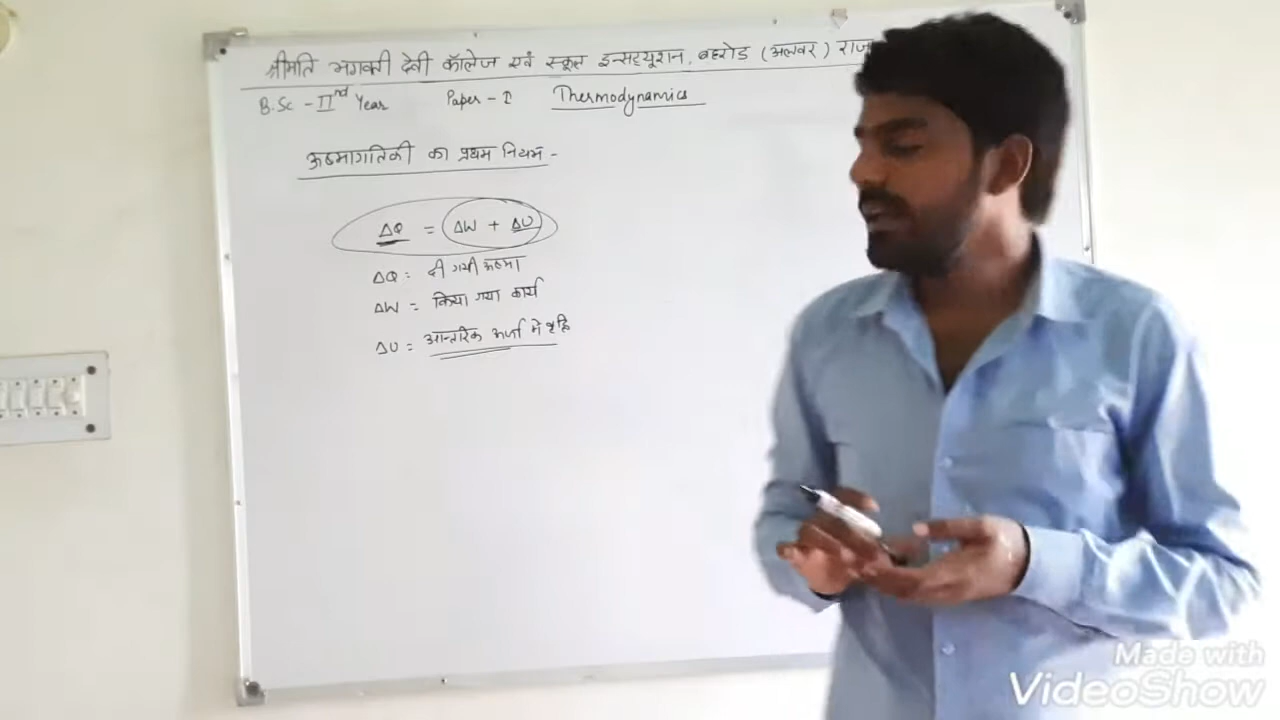 श्रीमति भगवती देवी कॉलेज एवं स्कूल इन्सट्यूशन, बहरोड (अलवर) राज
B.Sc - IInd Year Paper - I Thermodynamics
ऊष्मागतिकी का प्रथम नियम -
ΔQ = ΔW + ΔU
ΔQ = दी गयी ऊष्मा
ΔW = किया गया कार्य
ΔU = आन्तरिक ऊर्जा मे वृद्धि
Made with
VideoShow